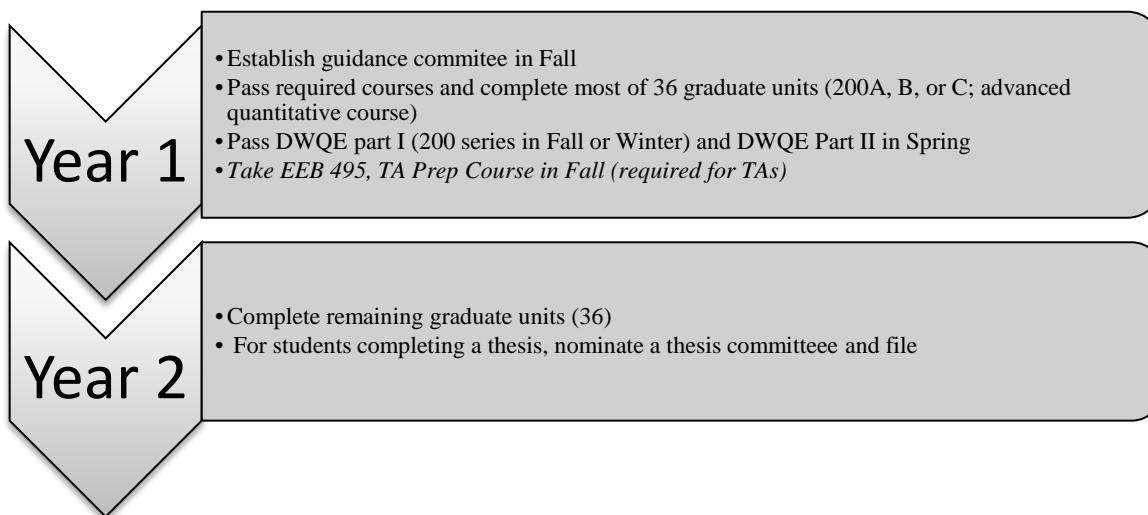 Year 1
•Establish guidance commitee in Fall
•Pass required courses and complete most of 36 graduate units (200A, B, or C; advanced
quantitative course)
•Pass DWQE part I (200 series in Fall or Winter) and DWQE Part II in Spring
•Take EEB 495, TA Prep Course in Fall (required for TAs)
Year 2
•Complete remaining graduate units (36)
• For students completing a thesis, nominate a thesis committeee and file